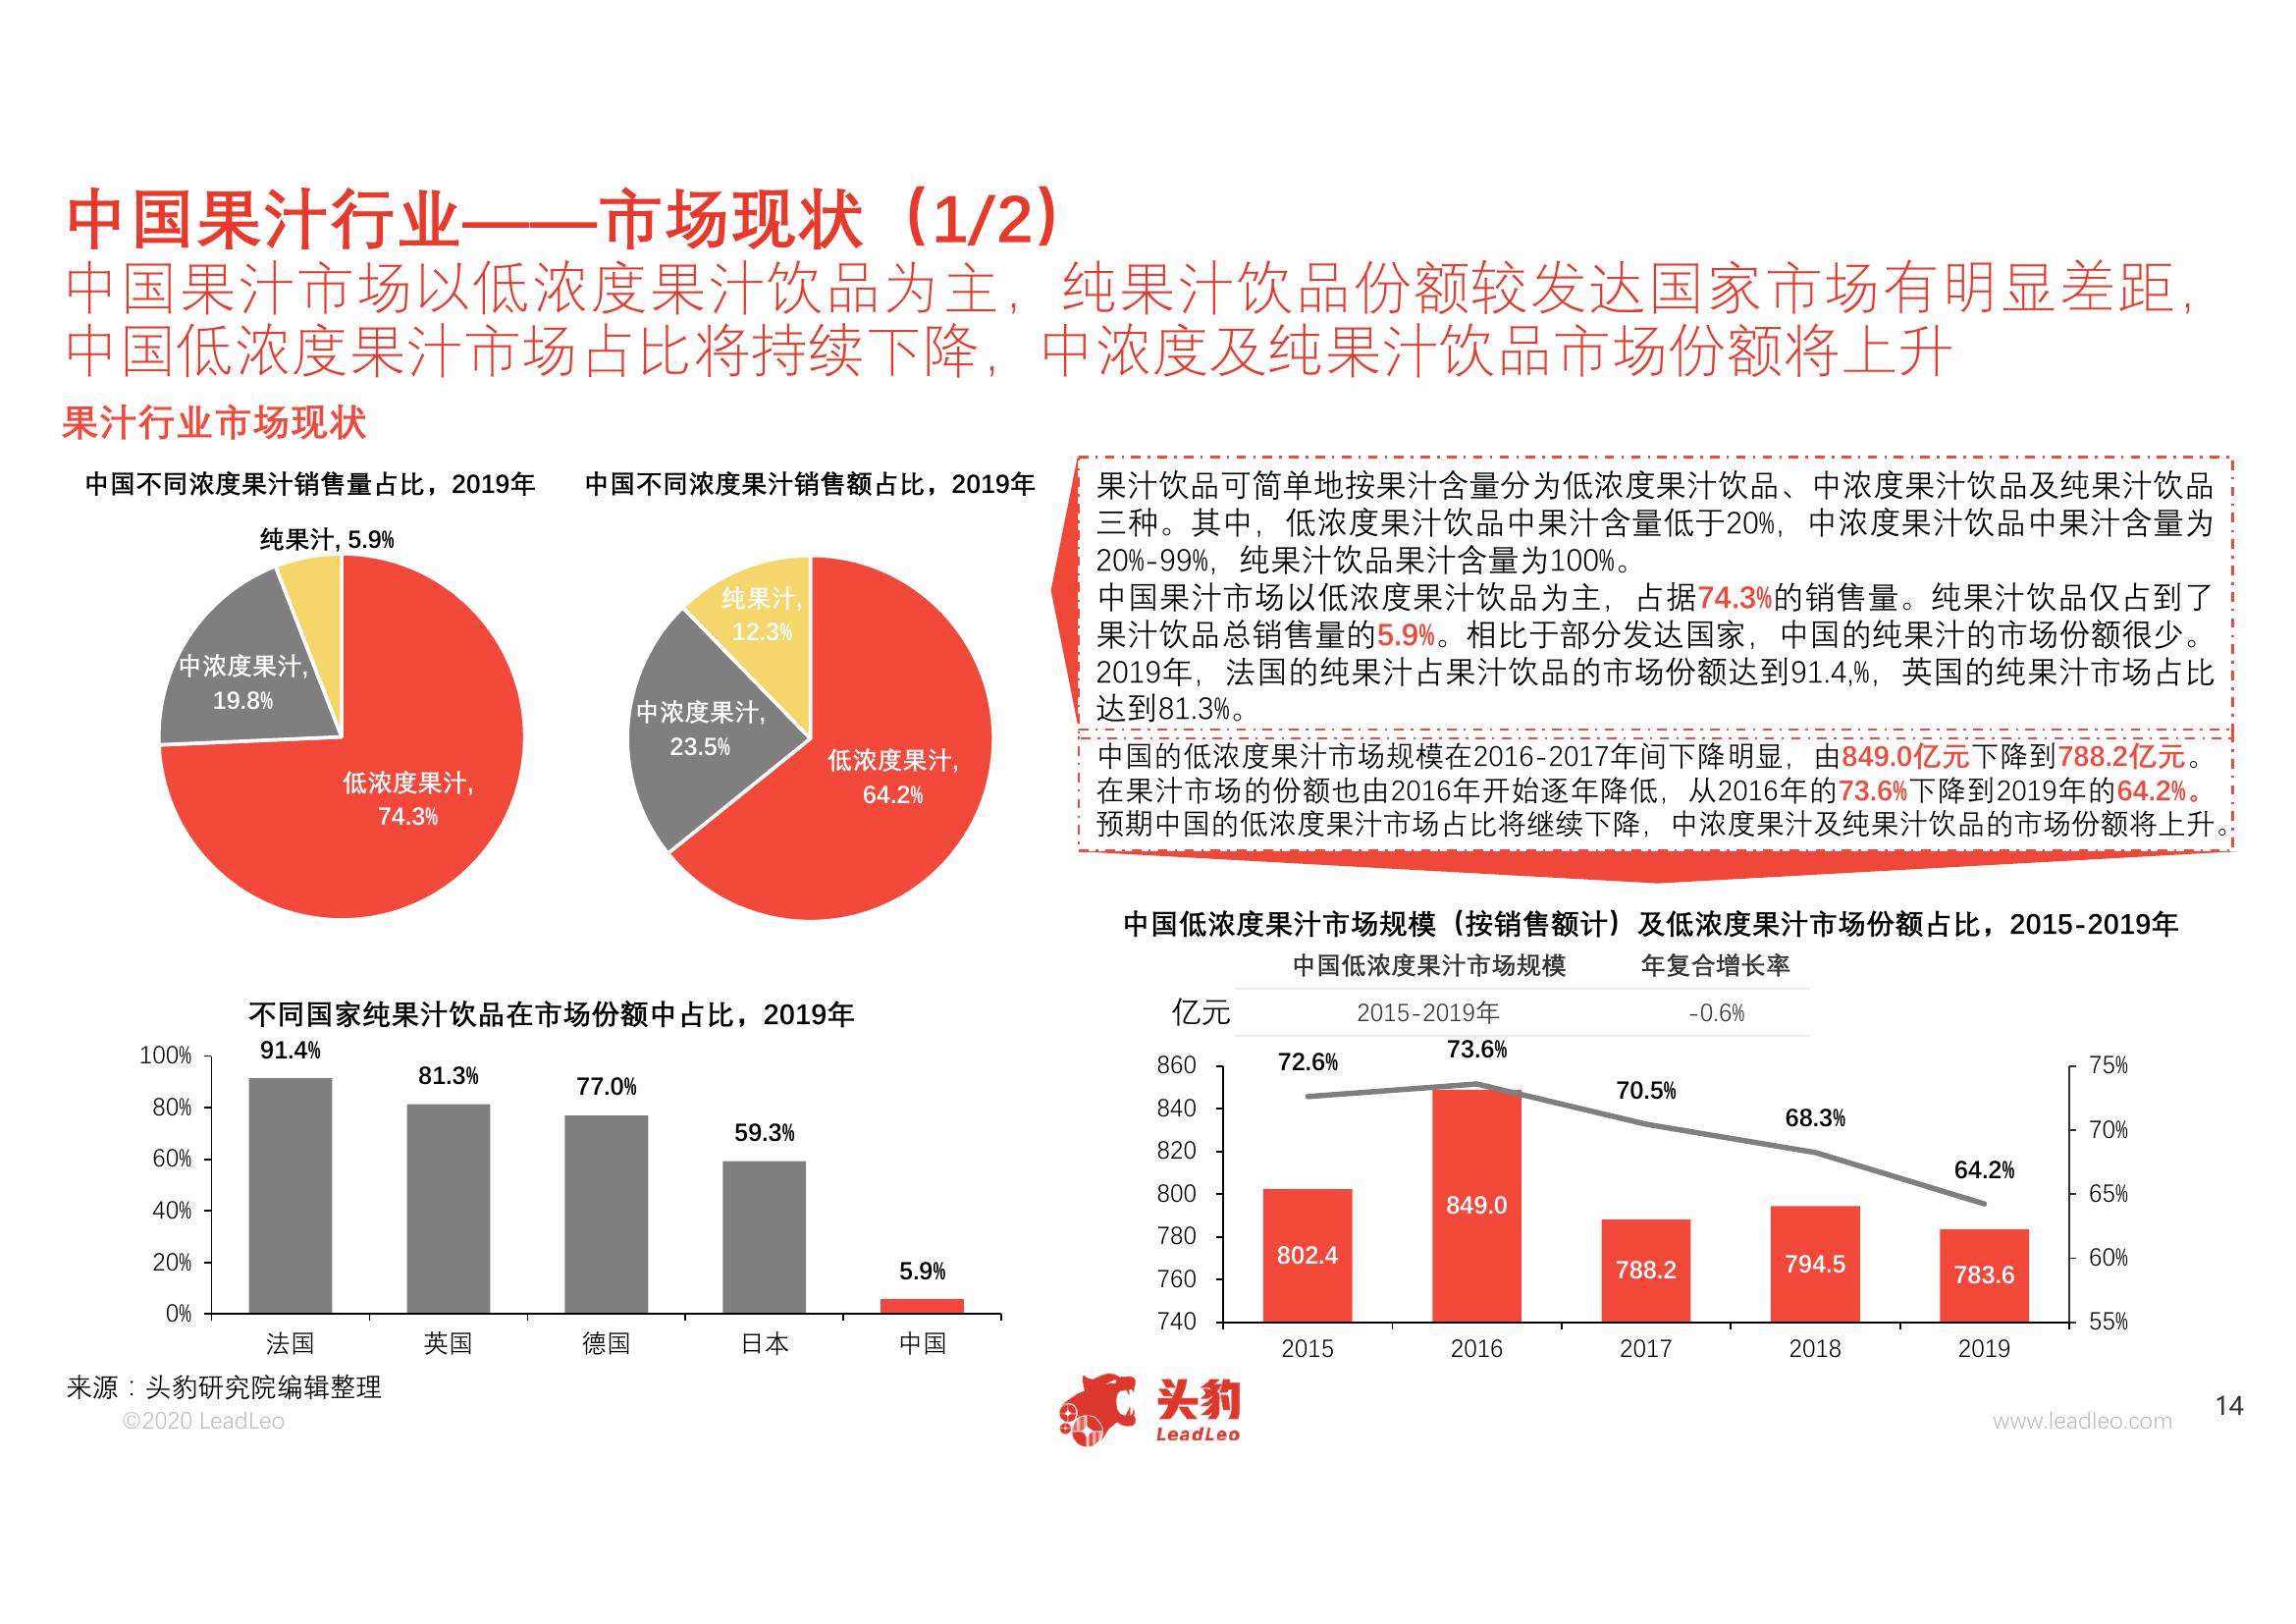 中国果汁行业——市场现状（1/2）
中国果汁市场以低浓度果汁饮品为主，纯果汁饮品份额较发达国家市场有明显差距，
中国低浓度果汁市场占比将持续下降，中浓度及纯果汁饮品市场份额将上升
果汁行业市场现状
中国不同浓度果汁销售量占比，2019年
纯果汁, 5.9%
中浓度果汁,
19.8%
低浓度果汁,
74.3%
中国不同浓度果汁销售额占比，2019年
纯果汁,
12.3%
中浓度果汁,
23.5%
低浓度果汁,
64.2%
果汁饮品可简单地按果汁含量分为低浓度果汁饮品、中浓度果汁饮品及纯果汁饮品
三种。其中，低浓度果汁饮品中果汁含量低于20%，中浓度果汁饮品中果汁含量为
20%-99%，纯果汁饮品果汁含量为100%。
中国果汁市场以低浓度果汁饮品为主，占据74.3%的销售量。纯果汁饮品仅占到了
果汁饮品总销售量的5.9%。相比于部分发达国家，中国的纯果汁的市场份额很少。
2019年，法国的纯果汁占果汁饮品的市场份额达到91.4,%，英国的纯果汁市场占比
达到81.3%。
中国的低浓度果汁市场规模在2016-2017年间下降明显，由849.0亿元下降到788.2亿元。
在果汁市场的份额也由2016年开始逐年降低，从2016年的73.6%下降到2019年的64.2%。
预期中国的低浓度果汁市场占比将继续下降，中浓度果汁及纯果汁饮品的市场份额将上升。
不同国家纯果汁饮品在市场份额中占比，2019年
100%
80%
60%
40%
20%
0%
91.4%
81.3%
77.0%
59.3%
5.9%
法国
英国
德国
日本
中国
中国低浓度果汁市场规模（按销售额计）及低浓度果汁市场份额占比，2015-2019年
中国低浓度果汁市场规模 年复合增长率
2015-2019年 -0.6%
亿元
860
840
820
800
780
760
740
72.6%
73.6%
70.5%
68.3%
64.2%
802.4
849.0
788.2
794.5
783.6
75%
70%
65%
60%
55%
2015
2016
2017
2018
2019
来源：头豹研究院编辑整理
©2020 LeadLeo
头豹
LeadLeo
www.leadleo.com
14